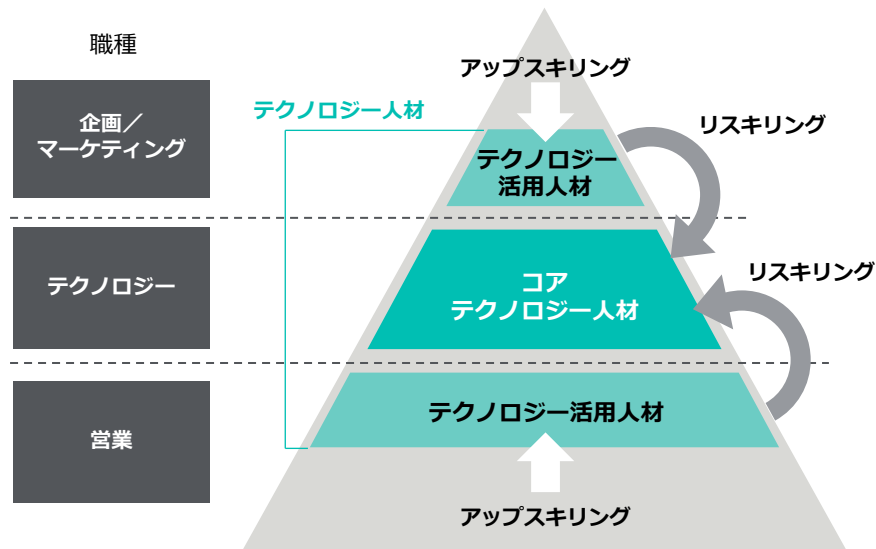 職種
アップスキリング
テクノロジー人材
リスキリング
企画／
マーケティング
テクノロジー
活用人材
テクノロジー
コア
テクノロジー人材
リスキリング
営業
テクノロジー活用人材
アップスキリング